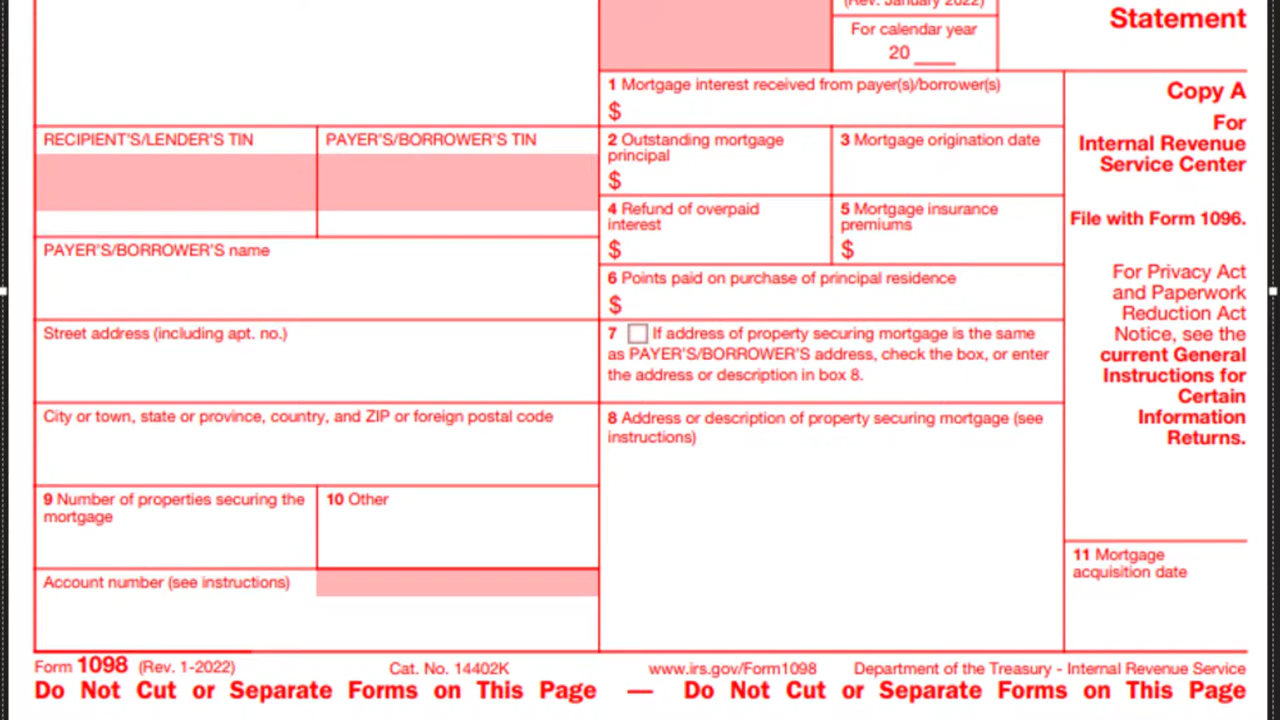 (Rev. January 2022)
Statement
For calendar year
20 ____
1 Mortgage interest received from payer(s)/borrower(s)
$
Copy A
For
Internal Revenue
Service Center
File with Form 1096.
For Privacy Act
and Paperwork
Reduction Act
Notice, see the
current General
Instructions for
Certain
Information
Returns.
RECIPIENT'S/LENDER'S TIN
PAYER'S/BORROWER'S TIN
2 Outstanding mortgage
principal
$
3 Mortgage origination date
4 Refund of overpaid
interest
$
5 Mortgage insurance
premiums
$
PAYER'S/BORROWER'S name
6 Points paid on purchase of principal residence
$
Street address (including apt. no.)
7 If address of property securing mortgage is the same
as PAYER'S/BORROWER'S address, check the box, or enter
the address or description in box 8.
City or town, state or province, country, and ZIP or foreign postal code
8 Address or description of property securing mortgage (see
instructions)
9 Number of properties securing the
mortgage
10 Other
11 Mortgage
acquisition date
Account number (see instructions)
Form 1098 (Rev. 1-2022)
Cat. No. 14402K
www.irs.gov/Form1098
Department of the Treasury - Internal Revenue Service
Do Not Cut or Separate Forms on This Page — Do Not Cut or Separate Forms on This Page